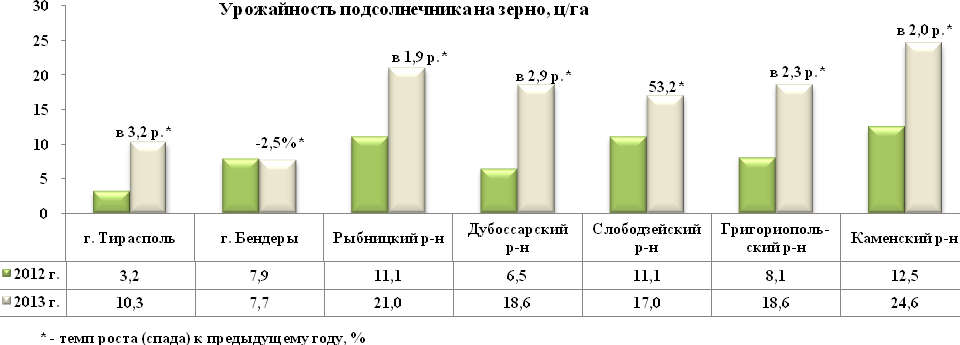 Урожайность подсолнечника на зерно, ц/га
30
25
20
15
10
5
0
в 3,2 р.*
-2,5%*
в 1,9 р.*
в 2,9 р.*
53,2*
в 2,3 р.*
в 2,0 р.*
г. Тирасполь г. Бендеры Рыбницкий р-н Дубоссарский р-н Слободзейский р-н Григориополь-ский р-н Каменский р-н
2012 г. 3,2 7,9 11,1 6,5 11,1 8,1 12,5
2013 г. 10,3 7,7 21,0 18,6 17,0 18,6 24,6
* - темп роста (спада) к предыдущему году, %